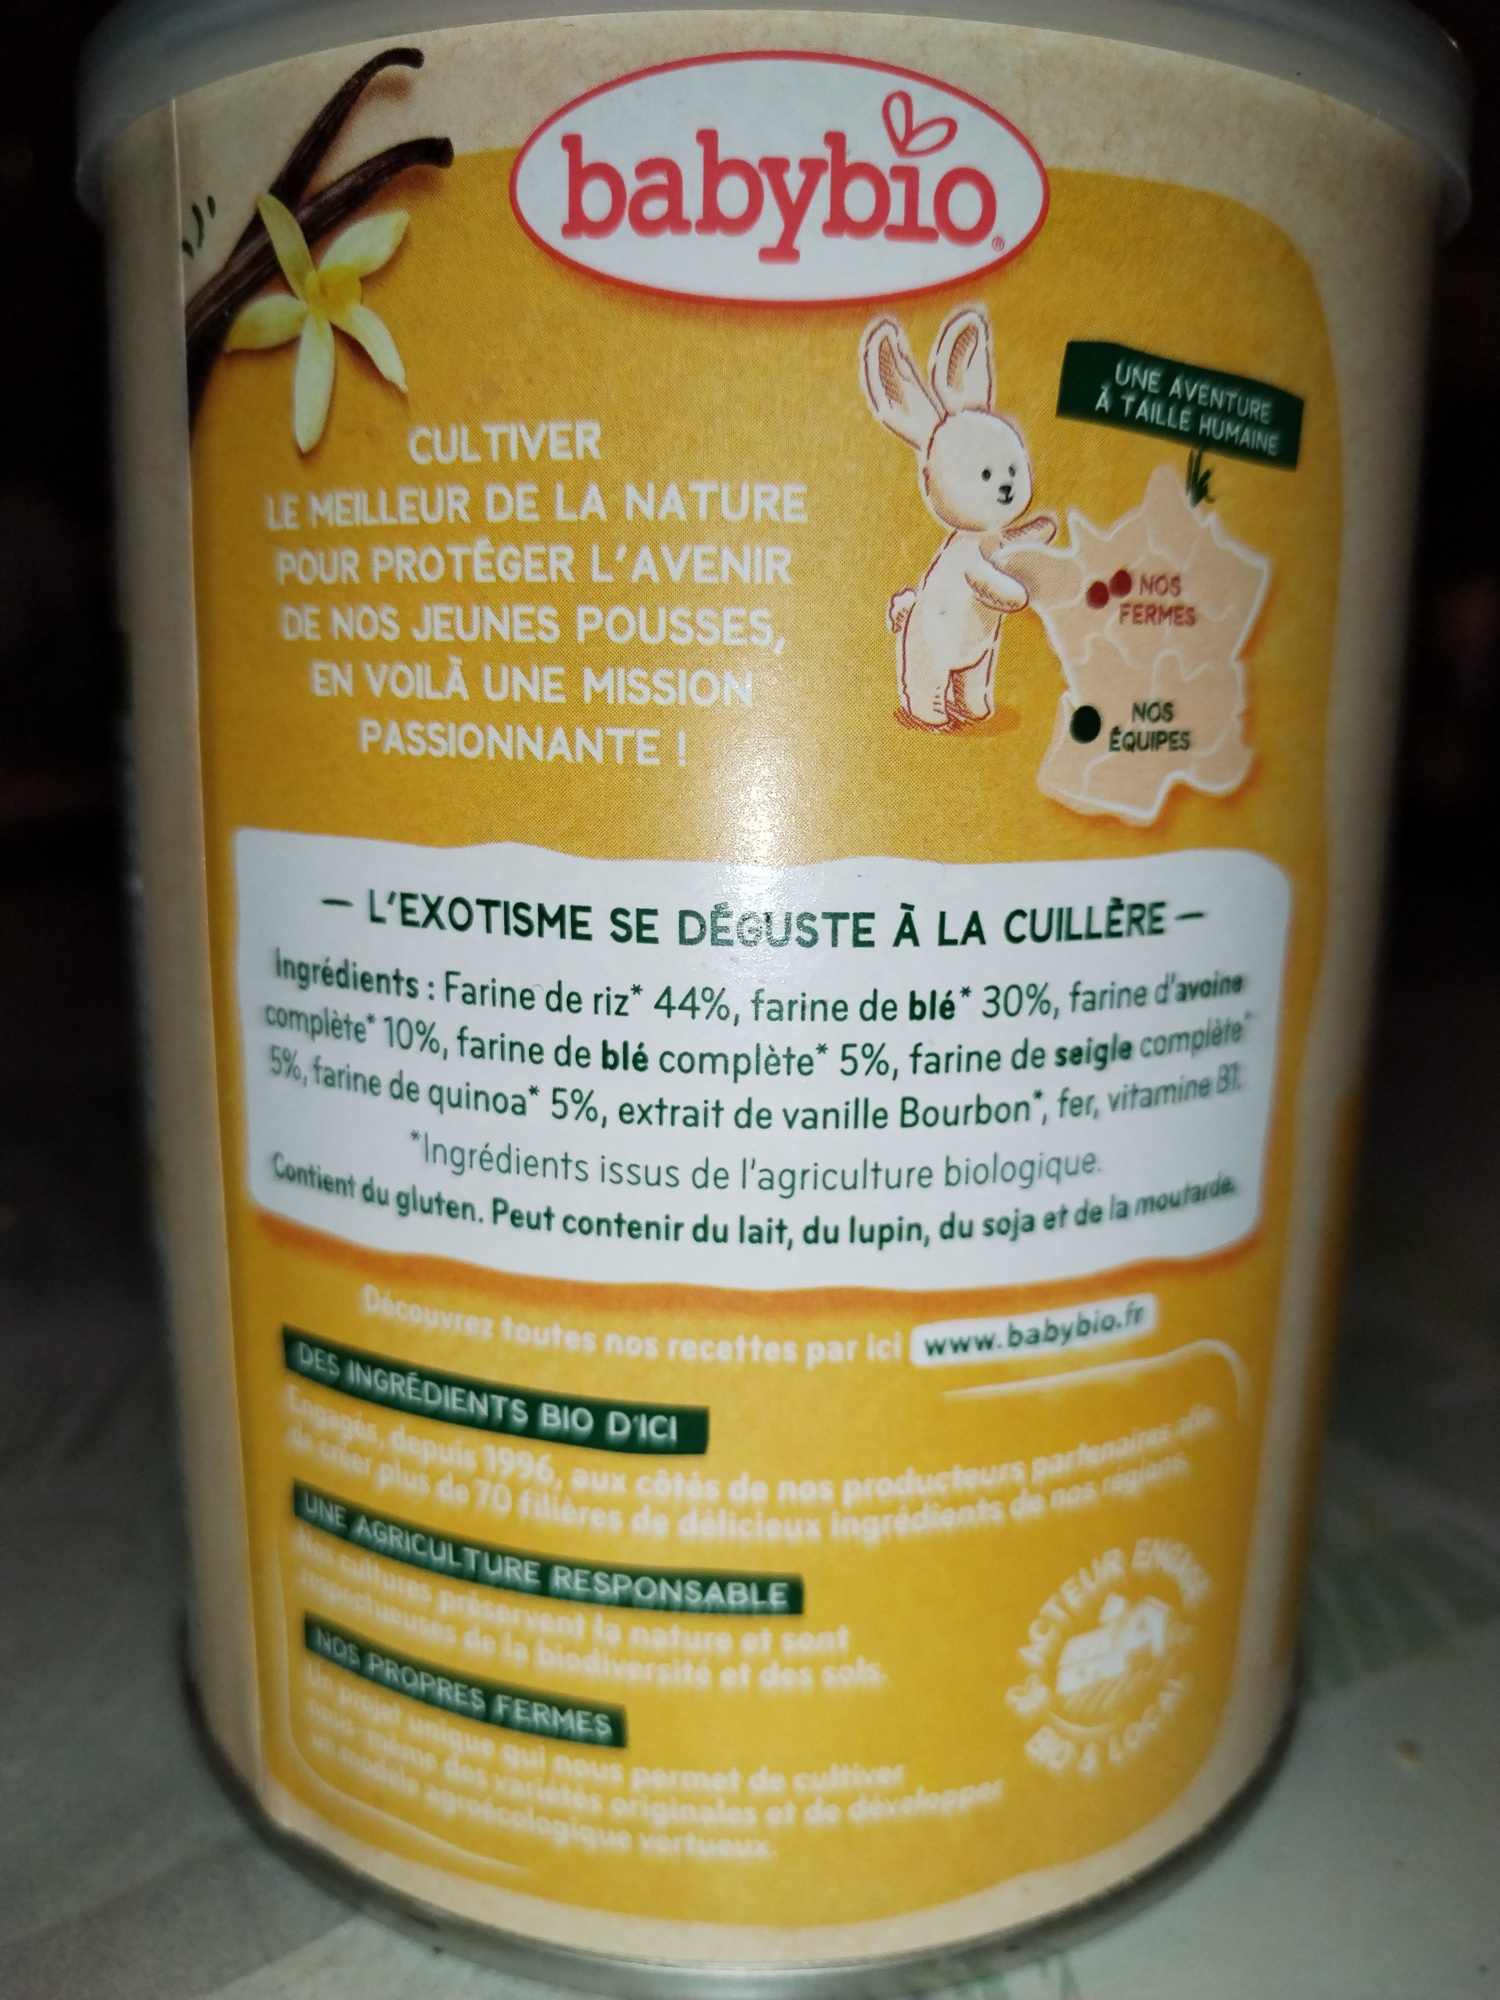 babybio®
UNE AVENTURE
À TAILLE HUMAINE
CULTIVER
LE MEILLEUR DE LA NATURE
POUR PROTÉGER L'AVENIR
DE NOS JEUNES POUSSES,
EN VOILÀ UNE MISSION
PASSIONNANTE !
NOS
FERMES
NOS
ÉQUIPES
— L'EXOTISME SE DÉGUSTE À LA CUILLÈRE —
Ingrédients : Farine de riz* 44%, farine de blé* 30%, farine d'avoine
complète* 10%, farine de blé complète* 5%, farine de seigle complète*
5%, farine de quinoa* 5%, extrait de vanille Bourbon*, fer, vitamine B1.
*Ingrédients issus de l'agriculture biologique.
Contient du gluten. Peut contenir du lait, du lupin, du soja et de la moutarde.
Découvrez toutes nos recettes par ici www.babybio.fr
DES INGRÉDIENTS BIO D'ICI
Engagés, depuis 1996, aux côtés de nos producteurs partenaires afin
de créer plus de 70 filières de délicieux ingrédients de nos régions.
UNE AGRICULTURE RESPONSABLE
Nos cultures préservent la nature et sont
respectueuses de la biodiversité et des sols.
NOS PROPRES FERMES
Un projet unique qui nous permet de cultiver
nous-même des variétés originales et de développer
un modèle agroécologique vertueux.
ACTEUR ENGAGÉ
BIO & LOCAL